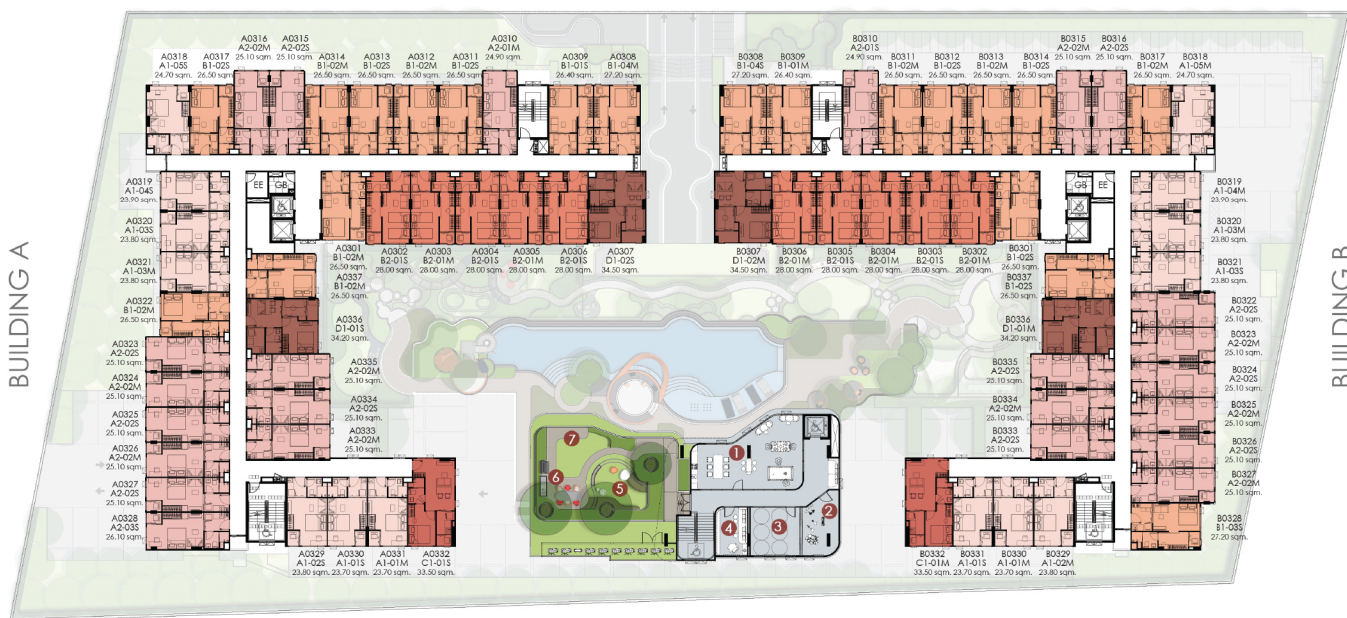 BUILDING A
BUILDING B
A0318
A1-05S
24.70 sqm.
A0317
B1-02S
26.50 sqm.
A0316
A2-02M
25.10 sqm.
A0315
A2-02S
25.10 sqm.
A0314
B1-02M
26.50 sqm.
A0313
B1-02S
26.50 sqm.
A0312
B1-02M
26.50 sqm.
A0311
B1-02S
26.50 sqm.
A0310
A2-01M
24.90 sqm.
A0309
B1-01S
26.40 sqm.
A0308
B1-04M
27.20 sqm.
B0308
B1-04S
27.20 sqm.
B0309
B1-01M
26.40 sqm.
B0310
A2-01S
24.90 sqm.
B0311
B1-02M
26.50 sqm.
B0312
B1-02S
26.50 sqm.
B0313
B1-02M
26.50 sqm.
B0314
B1-02S
26.50 sqm.
B0315
A2-02M
25.10 sqm.
B0316
A2-02S
25.10 sqm.
B0317
B1-02M
26.50 sqm.
B0318
A1-05M
24.70 sqm.
A0319
A1-04S
23.90 sqm.
A0320
A1-03S
23.80 sqm.
A0321
A1-03M
23.80 sqm.
A0322
B1-02M
26.50 sqm.
A0323
A2-02S
25.10 sqm.
A0324
A2-02M
25.10 sqm.
A0325
A2-02S
25.10 sqm.
A0326
A2-02M
25.10 sqm.
A0327
A2-02S
25.10 sqm.
A0328
A2-03S
26.10 sqm.
EE
GB
A0301
B1-02M
26.50 sqm.
A0302
B2-01S
28.00 sqm.
A0303
B2-01M
28.00 sqm.
A0304
B2-01S
28.00 sqm.
A0305
B2-01M
28.00 sqm.
A0306
B2-01S
28.00 sqm.
A0307
D1-02S
34.50 sqm.
A0337
B1-02M
26.50 sqm.
A0336
D1-01S
34.20 sqm.
A0335
A2-02M
25.10 sqm.
A0334
A2-02S
25.10 sqm.
A0333
A2-02M
25.10 sqm.
A0329
A1-02S
23.80 sqm.
A0330
A1-01S
23.70 sqm.
A0331
A1-01M
23.70 sqm.
A0332
C1-01S
33.50 sqm.
7
6
5
1
2
3
4
GB
EE
B0307
D1-02M
34.50 sqm.
B0306
B2-01M
28.00 sqm.
B0305
B2-01S
28.00 sqm.
B0304
B2-01M
28.00 sqm.
B0303
B2-01S
28.00 sqm.
B0302
B2-01M
28.00 sqm.
B0301
B1-02S
26.50 sqm.
B0337
B1-02S
26.50 sqm.
B0336
D1-01M
34.20 sqm.
B0335
A2-02S
25.10 sqm.
B0334
A2-02M
25.10 sqm.
B0333
A2-02S
25.10 sqm.
B0332
C1-01M
33.50 sqm.
B0331
A1-01S
23.70 sqm.
B0330
A1-01M
23.70 sqm.
B0329
A1-02M
23.80 sqm.
B0319
A1-04M
23.90 sqm.
B0320
A1-03M
23.80 sqm.
B0321
A1-03S
23.80 sqm.
B0322
A2-02S
25.10 sqm.
B0323
A2-02M
25.10 sqm.
B0324
A2-02S
25.10 sqm.
B0325
A2-02M
25.10 sqm.
B0326
A2-02S
25.10 sqm.
B0327
A2-02M
25.10 sqm.
B0328
B1-03S
27.20 sqm.